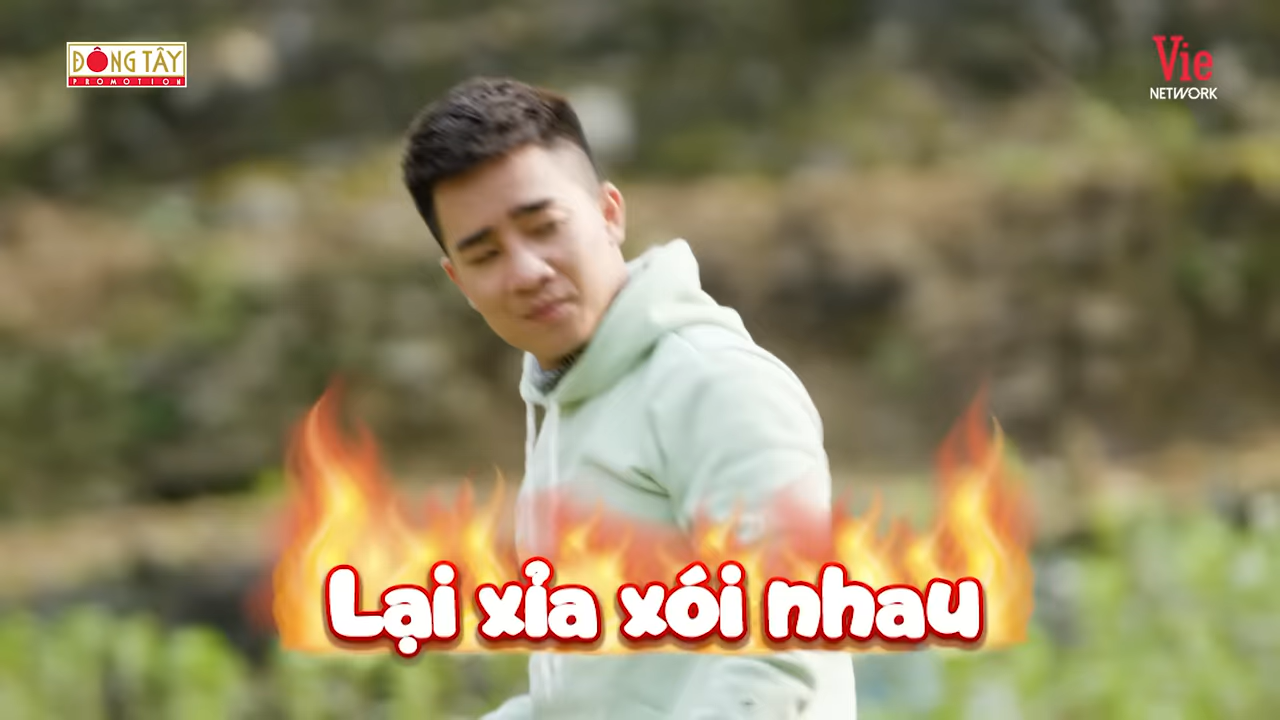 ĐÔNG TÂY
PROMOTION
Vie
NETWORK
Lại xỉa xói nhau